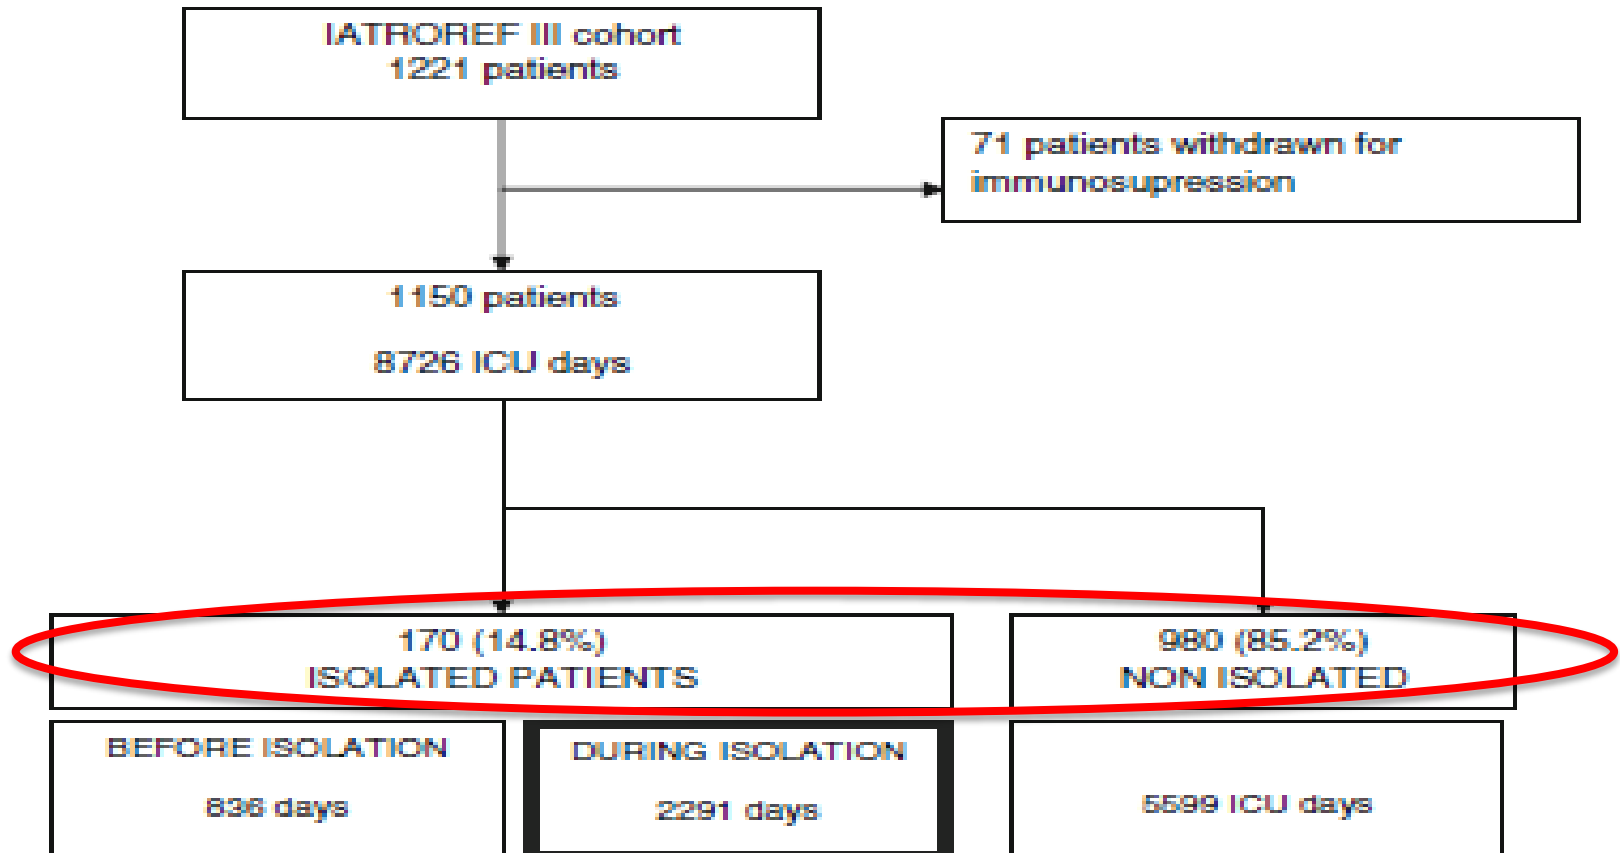 IATROREF III cohort
1221 patients
71 patients withdrawn for
immunosupression
1150 patients
8726 ICU days
170 (14.8%)
ISOLATED PATIENTS
980 (85.2%)
NON ISOLATED
BEFORE ISOLATION
836 days
DURING ISOLATION
2291 days
5599 ICU days